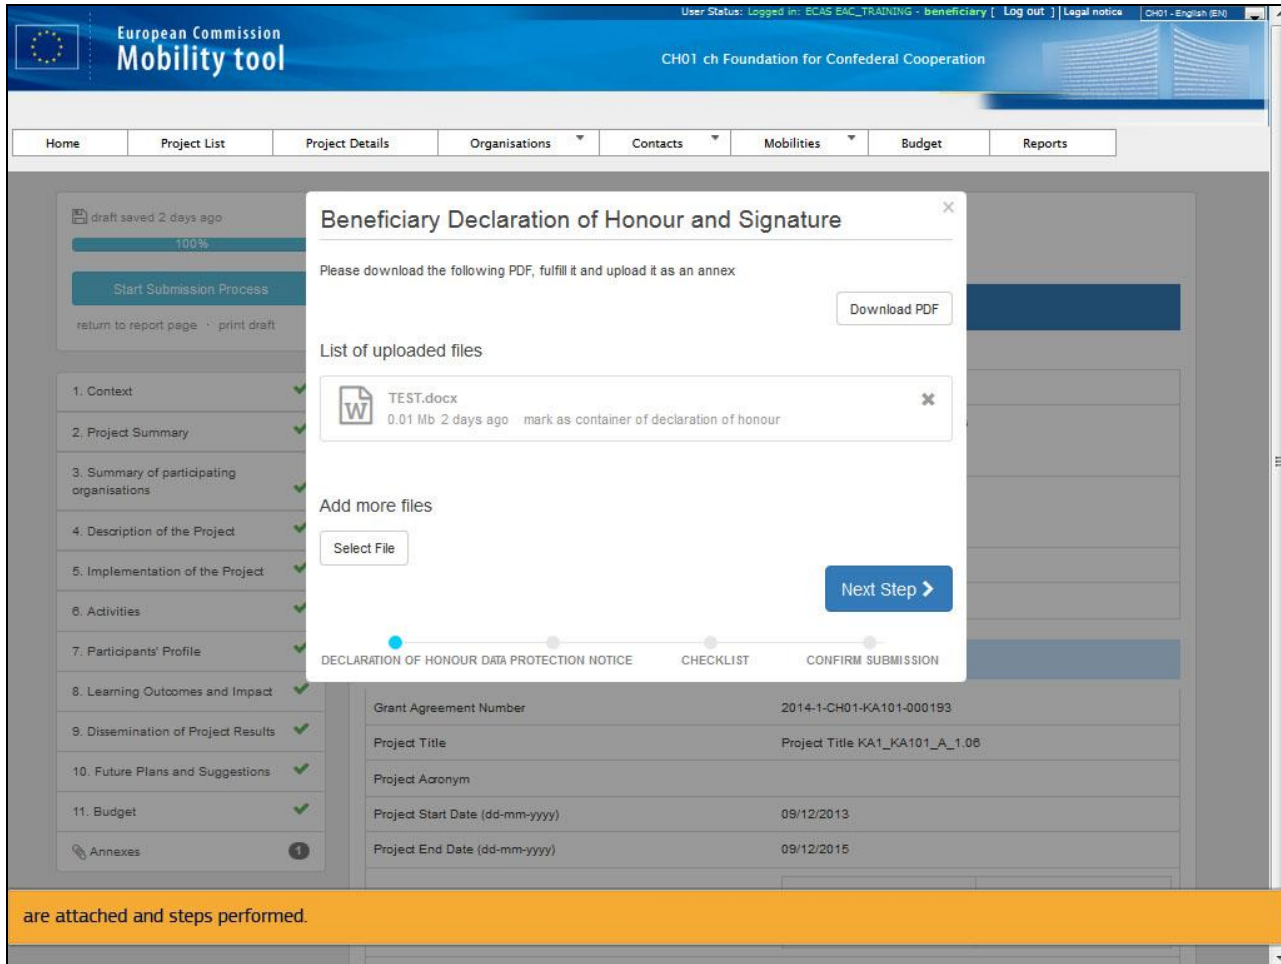 User Status: Logged in: ECAS EAC_TRAINING - beneficiary [ Log out ] | Legal notice
CH01 - English (EN)
European Commission
Mobility tool
CH01 ch Foundation for Confederal Cooperation
Home
Project List
Project Details
Organisations
Contacts
Mobilities
Budget
Reports
draft saved 2 days ago
100%
Start Submission Process
return to report page · print draft
1. Context
2. Project Summary
3. Summary of participating
organisations
4. Description of the Project
5. Implementation of the Project
6. Activities
7. Participants' Profile
8. Learning Outcomes and Impact
9. Dissemination of Project Results
10. Future Plans and Suggestions
11. Budget
Annexes 1
Beneficiary Declaration of Honour and Signature
Please download the following PDF, fulfill it and upload it as an annex
Download PDF
List of uploaded files
W
TEST.docx
0.01 Mb 2 days ago mark as container of declaration of honour
Add more files
Select File
Next Step
DECLARATION OF HONOUR DATA PROTECTION NOTICE CHECKLIST CONFIRM SUBMISSION
Grant Agreement Number 2014-1-CH01-KA101-000193
Project Title Project Title KA1_KA101_A_1.06
Project Acronym
Project Start Date (dd-mm-yyyy) 09/12/2013
Project End Date (dd-mm-yyyy) 09/12/2015
are attached and steps performed.